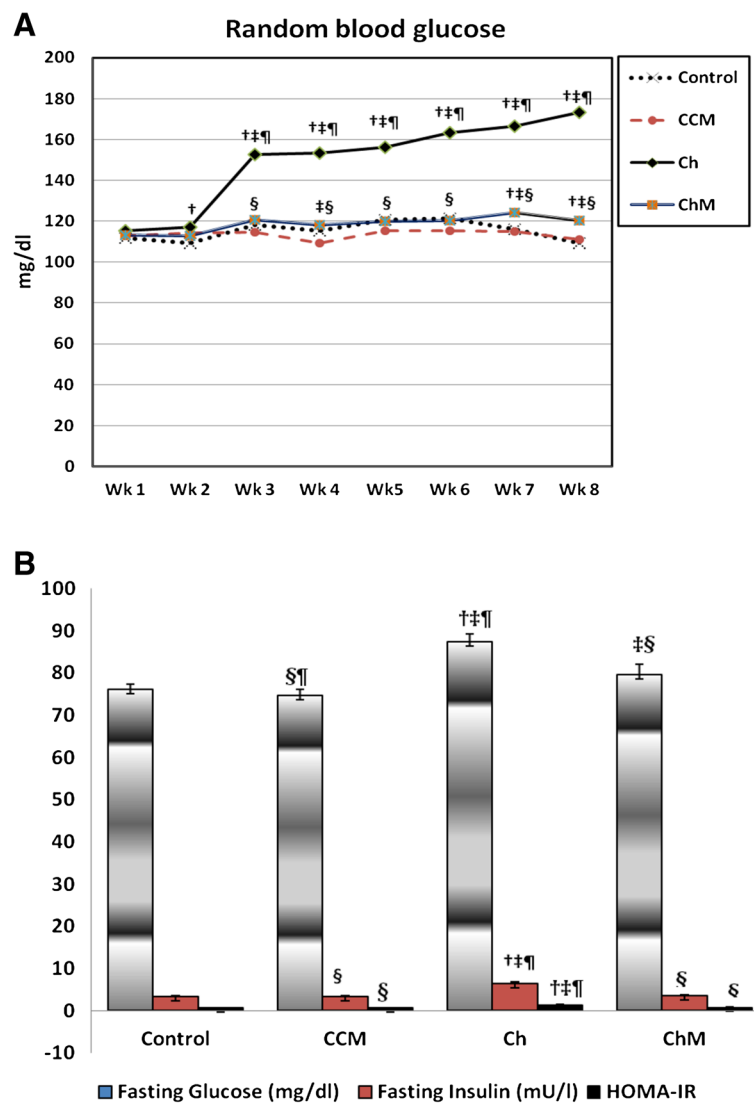 A
Random blood glucose
200
180
160
140
120
100
80
60
40
20
0
mg/dl
†‡¶ †‡¶ †‡¶ †‡¶ †‡¶ †‡¶
† § ‡§ § § †‡§ †‡§
Wk 1 Wk 2 Wk 3 Wk 4 Wk5 Wk 6 Wk 7 Wk 8
Control
CCM
Ch
ChM
B
100
90
80
70
60
50
40
30
20
10
0
-10
§¶ †‡¶ ‡§
§ § †‡¶ †‡¶ § §
Control CCM Ch ChM
Fasting Glucose (mg/dl) Fasting Insulin (mU/l) HOMA-IR